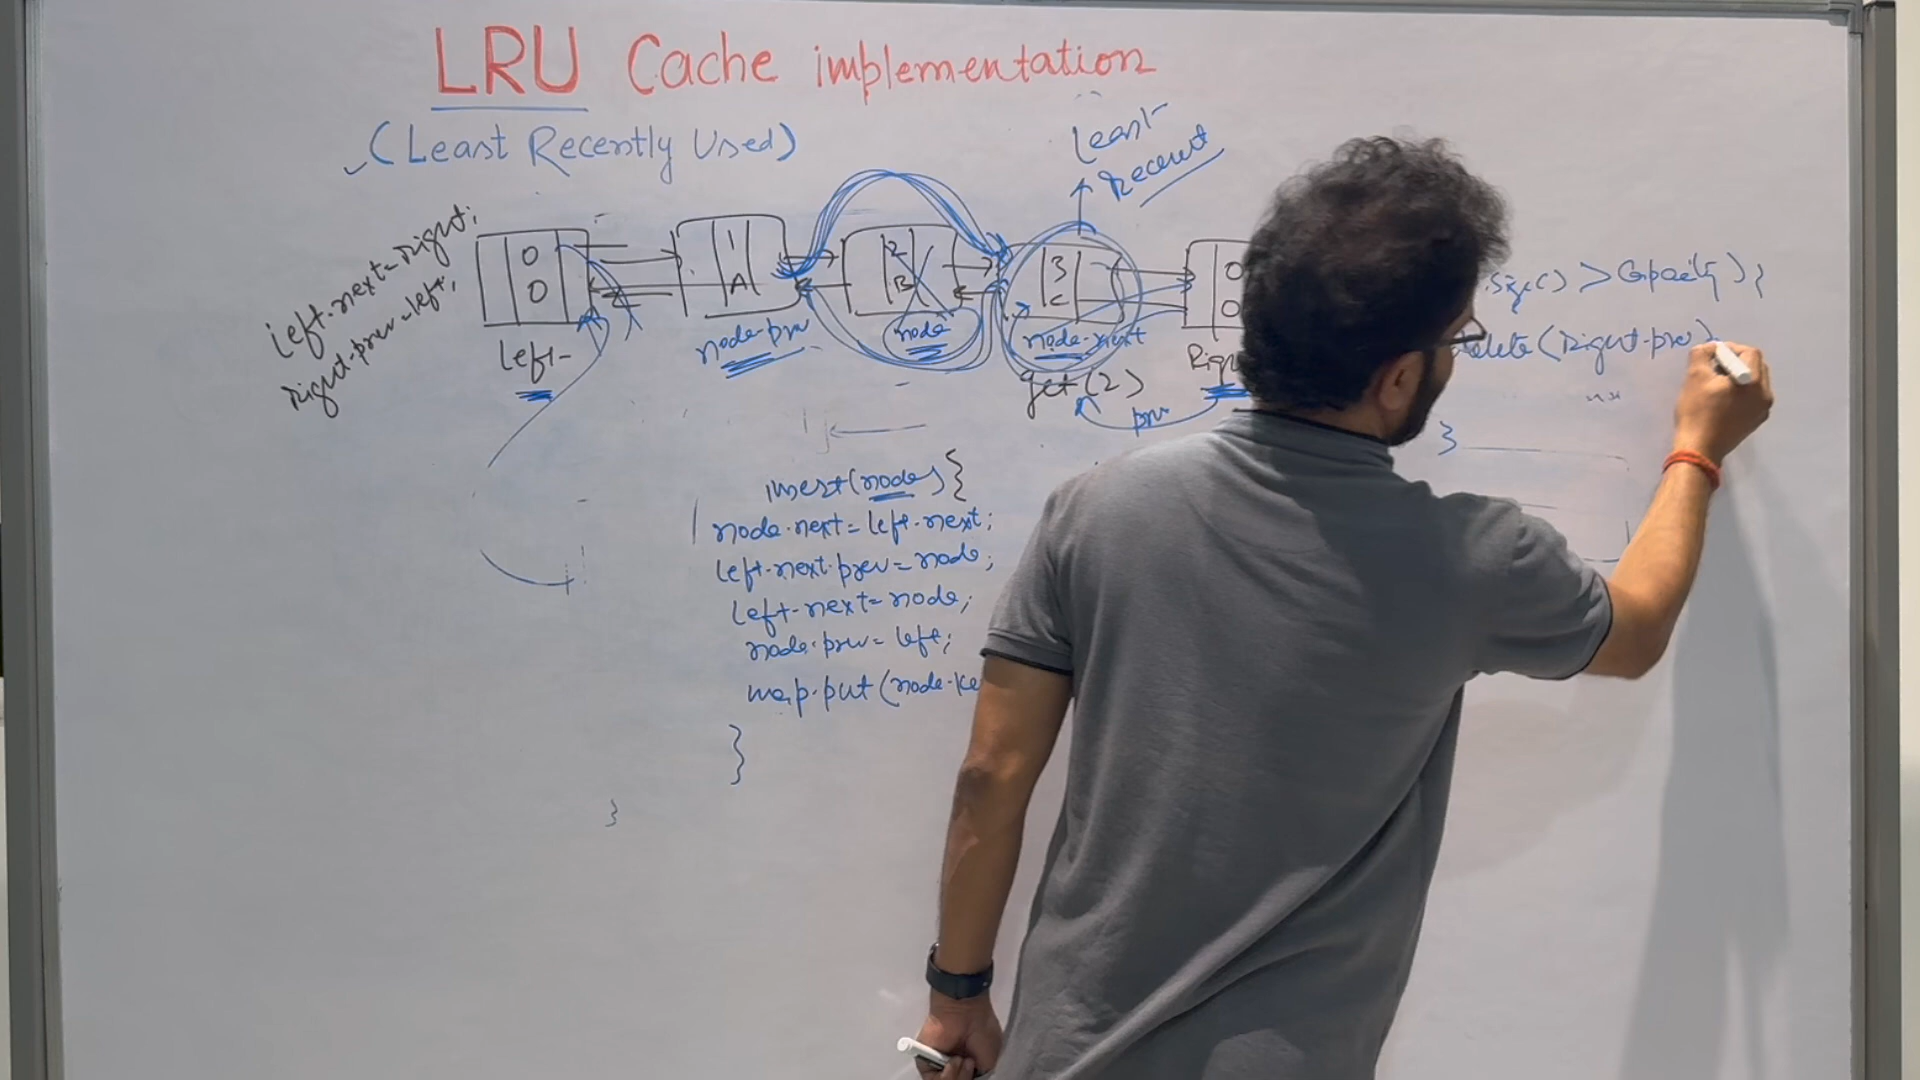 LRU Cache implementation
(Least Recently Used)
Least
Recent
left.next=right;
right.prev=left;
0
0
1
A
2
B
3
C
0
0
left
node.prev
node
node.next
get(2)
prev
.size() > Capacity) {
delete(Right.prev)
}
insert(node) {
node.next = left.next;
left.next.prev = node;
left.next = node;
node.prev = left;
map.put(node.ke
}
}